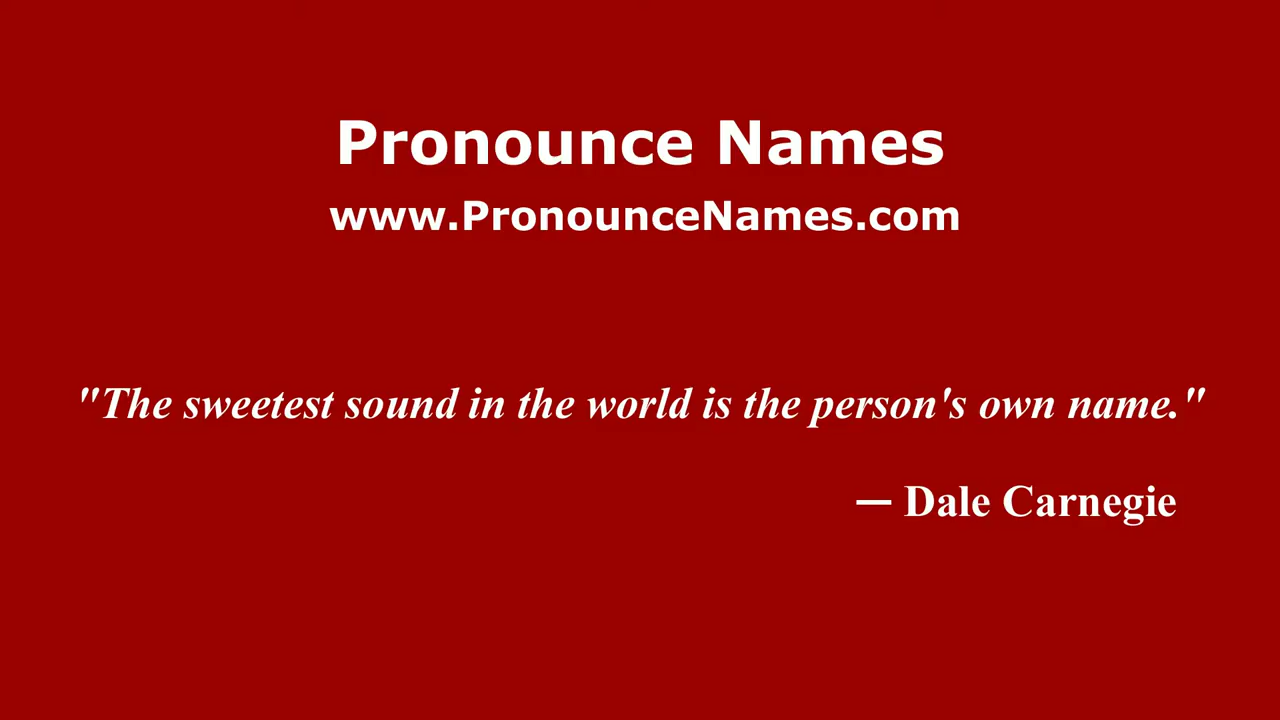 Pronounce Names
www.PronounceNames.com
"The sweetest sound in the world is the person's own name."
— Dale Carnegie